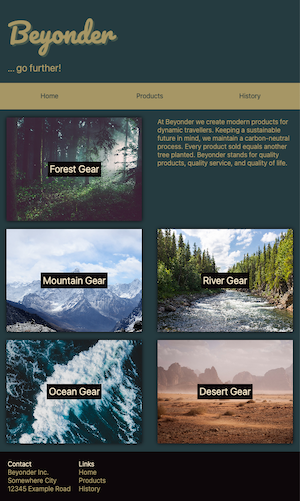 Beyonder
... go further!
Home Products History
Forest Gear
At Beyonder we create modern products for
dynamic travellers. Keeping a sustainable
future in mind, we maintain a carbon-neutral
process. Every product sold equals another
tree planted. Beyonder stands for quality
products, quality service, and quality of life.
Mountain Gear
River Gear
Ocean Gear
Desert Gear
Contact
Beyonder Inc.
Somewhere City
12345 Example Road
Links
Home
Products
History